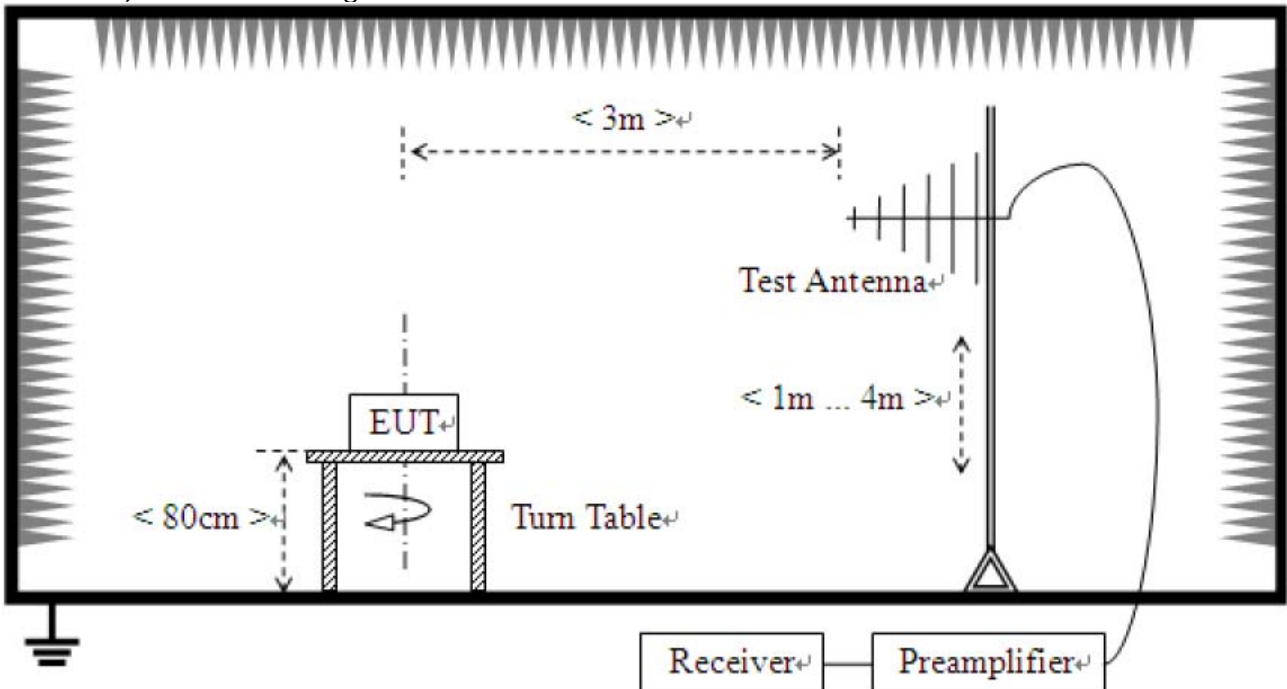 < 3m >↵
Test Antenna↵
< 1m ... 4m >↵
EUT↵
< 80cm >↵
Turn Table↵
Receiver↵
Preamplifier↵